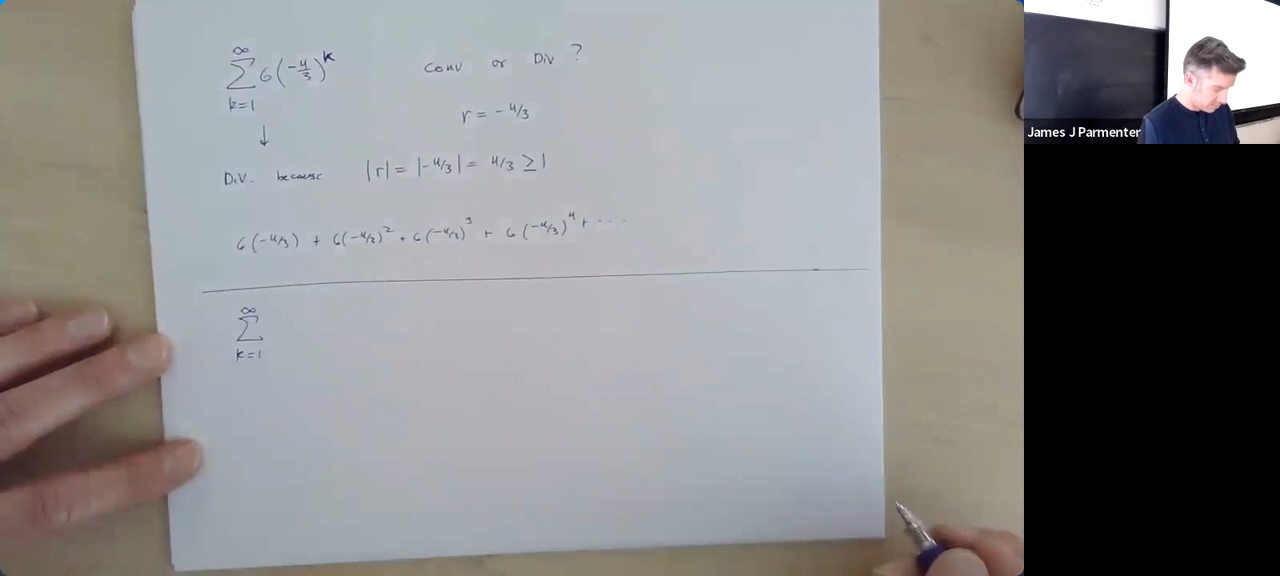 ∞
∑ 6(-4/3)^k    Conv or Div ?
k=1
↓    r = -4/3
Div. because |r| = |-4/3| = 4/3 ≥ 1
6(-4/3) + 6(-4/3)^2 + 6(-4/3)^3 + 6(-4/3)^4 + ...
∞
∑
k=1
James J Parmenter